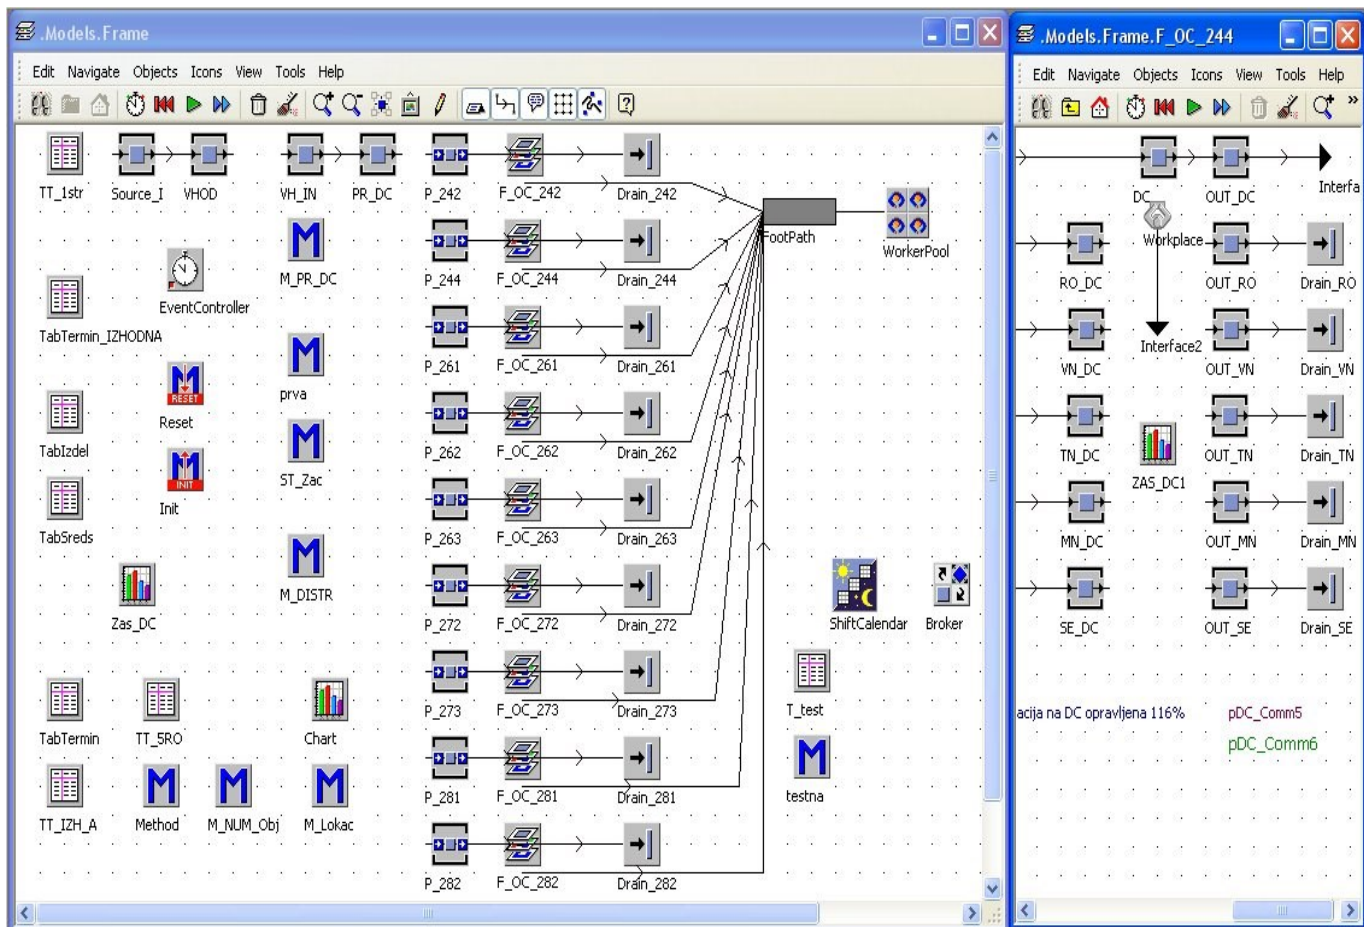 .Models.Frame
Edit Navigate Objects Icons View Tools Help
TT_1str Source_I VHOD VH_IN PR_DC P_242 F_OC_242 Drain_242
FootPath
WorkerPool
M_PR_DC P_244 F_OC_244 Drain_244
EventController
TabTermin_IZHODNA
P_261 F_OC_261 Drain_261
prva
Reset
TabIzdel P_262 F_OC_262 Drain_262
ST_Zac
Init
TabSreds P_263 F_OC_263 Drain_263
M_DISTR
Zas_DC P_272 F_OC_272 Drain_272 ShiftCalendar Broker
TabTermin TT_5RO Chart P_273 F_OC_273 Drain_273 T_test
TT_IZH_A Method M_NUM_Obj M_Lokac P_281 F_OC_281 Drain_281 testna
P_282 F_OC_282 Drain_282
RESET
INIT
.Models.Frame.F_OC_244
Edit Navigate Objects Icons View Tools Help
DC OUT_DC Interfa
Workplace
RO_DC OUT_RO Drain_RO
Interface2
VN_DC OUT_VN Drain_VN
TN_DC OUT_TN Drain_TN
ZAS_DC1
MN_DC OUT_MN Drain_MN
SE_DC OUT_SE Drain_SE
acija na DC opravljena 116% pDC_Comm5
pDC_Comm6